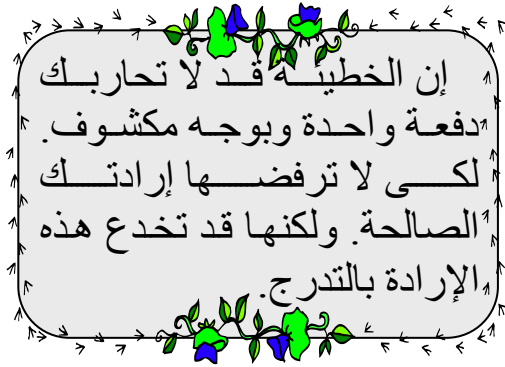 إن الخطيئة قد لا تحاربك
دفعة واحدة وبوجه مكشوف.
لكى لا ترفضها إرادتك
الصالحة. ولكنها قد تخدع هذه
الإرادة بالتدرج.